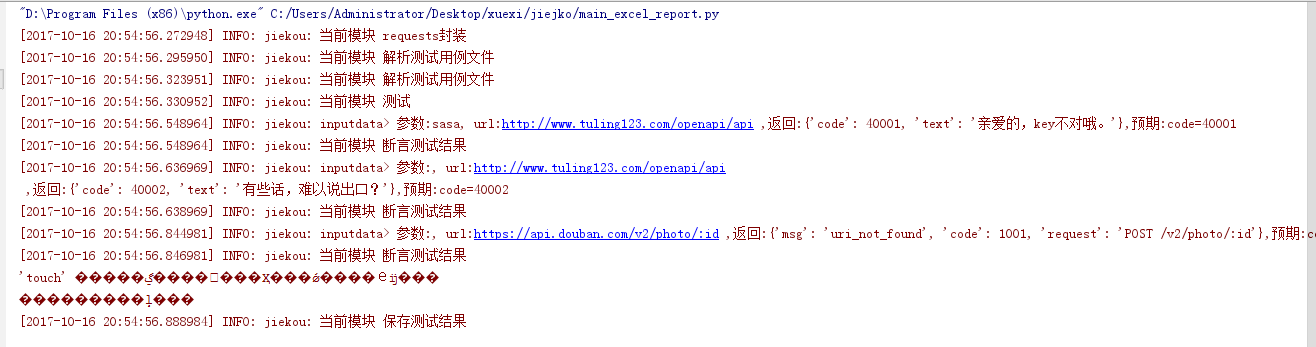 "D:\Program Files (x86)\python.exe" C:/Users/Administrator/Desktop/xuexi/jiejko/main_excel_report.py
[2017-10-16 20:54:56.272948] INFO: jiekou: 当前模块 requests封装
[2017-10-16 20:54:56.295950] INFO: jiekou: 当前模块 解析测试用例文件
[2017-10-16 20:54:56.323951] INFO: jiekou: 当前模块 解析测试用例文件
[2017-10-16 20:54:56.330952] INFO: jiekou: 当前模块 测试
[2017-10-16 20:54:56.548964] INFO: jiekou: inputdata> 参数:sasa, url:http://www.tuling123.com/openapi/api ,返回:{'code': 40001, 'text': '亲爱的，key不对哦。'},预期:code=40001
[2017-10-16 20:54:56.548964] INFO: jiekou: 当前模块 断言测试结果
[2017-10-16 20:54:56.636969] INFO: jiekou: inputdata> 参数:, url:http://www.tuling123.com/openapi/api
 ,返回:{'code': 40002, 'text': '有些话，难以说出口？'},预期:code=40002
[2017-10-16 20:54:56.638969] INFO: jiekou: 当前模块 断言测试结果
[2017-10-16 20:54:56.844981] INFO: jiekou: inputdata> 参数:, url:https://api.douban.com/v2/photo/:id ,返回:{'msg': 'uri_not_found', 'code': 1001, 'request': 'POST /v2/photo/:id'},预期:co
[2017-10-16 20:54:56.846981] INFO: jiekou: 当前模块 断言测试结果
'touch'
[2017-10-16 20:54:56.888984] INFO: jiekou: 当前模块 保存测试结果